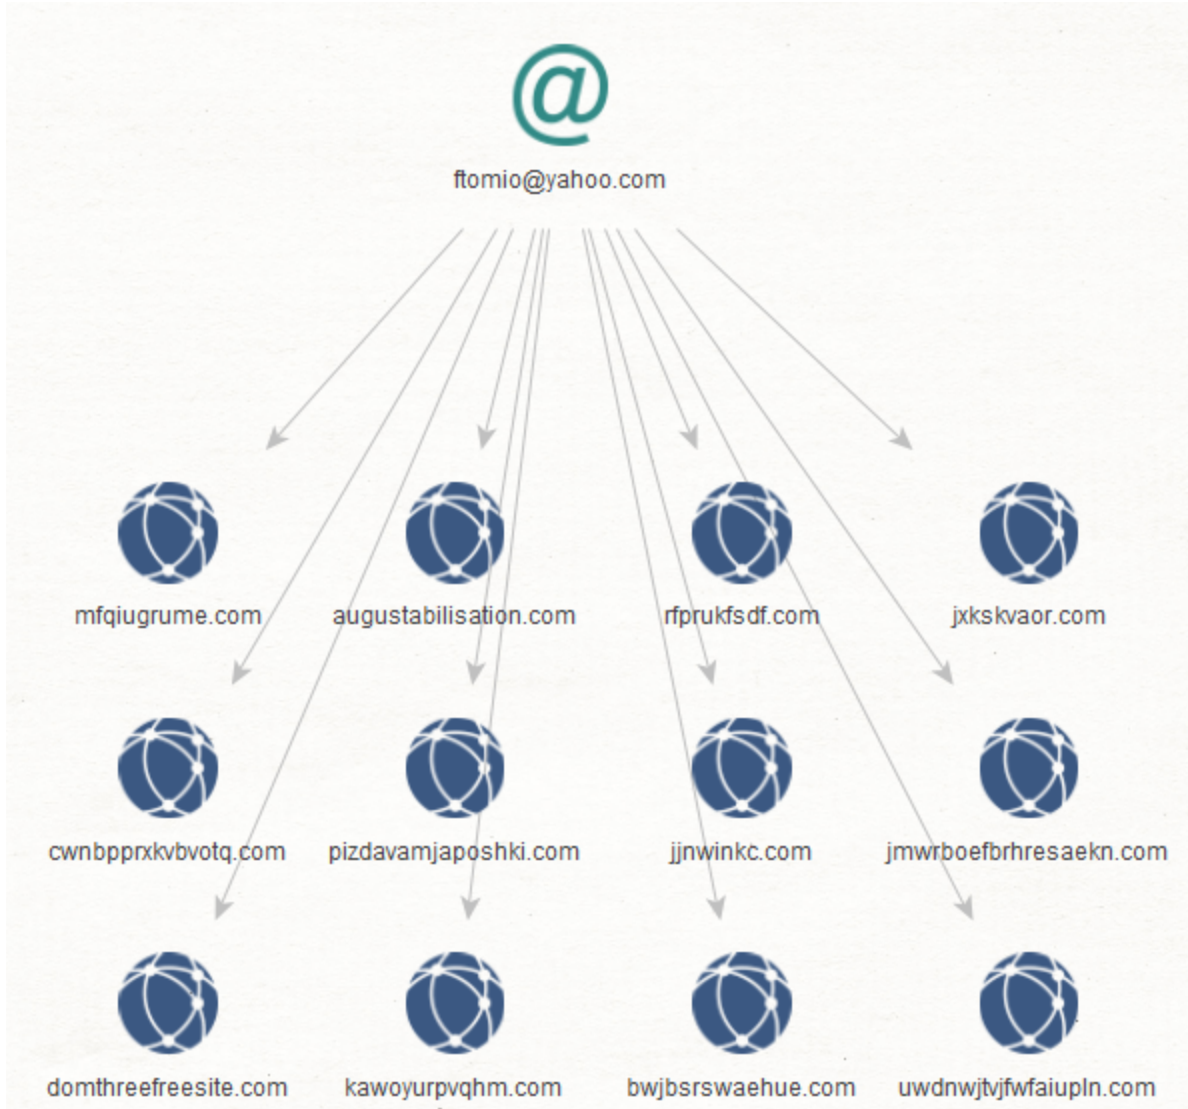 ftomio@yahoo.com
mfqiugrume.com augustabilisation.com rfprukfsdf.com jxkskvaor.com
cwnbpprxkvbvotq.com pizdavamjaposhki.com jjnwinkc.com jmwrboefbrhresaekn.com
domthreefreesite.com kawoyurpvqhm.com bwjbsrswaehue.com uwdnwjtvjfwfaiupln.com